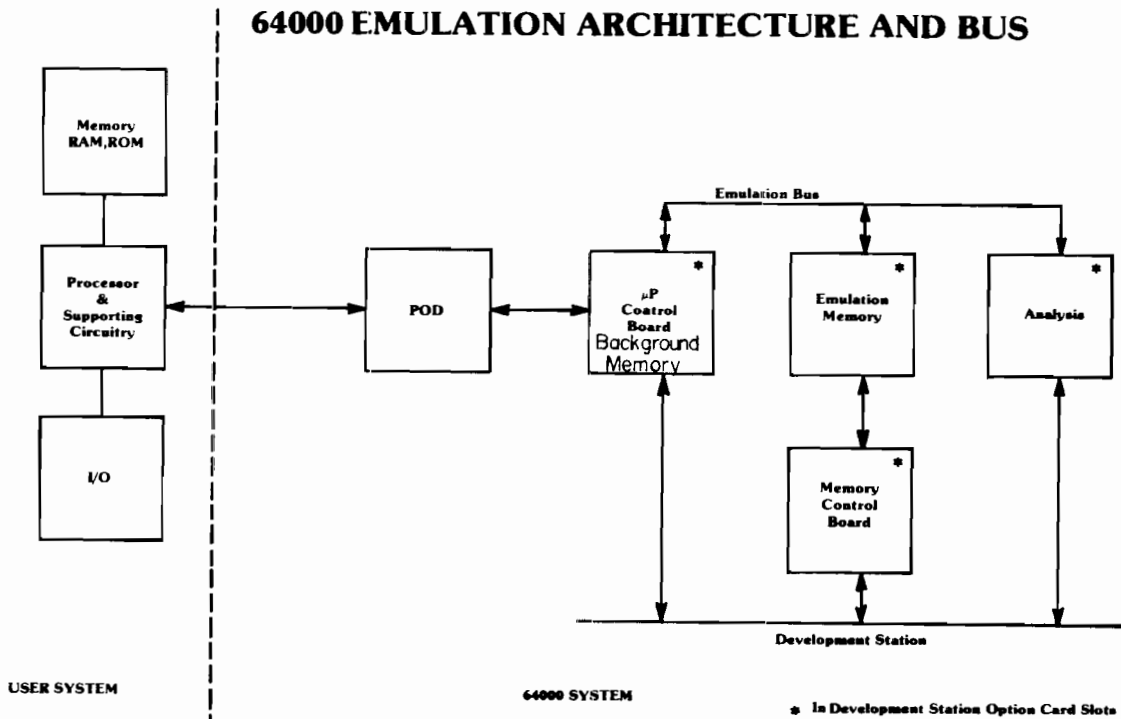 64000 EMULATION ARCHITECTURE AND BUS
Memory
RAM,ROM
Processor
&
Supporting
Circuitry
I/O
POD
Emulation Bus
*
µP
Control
Board
Background
Memory
*
Emulation
Memory
*
Analysis
*
Memory
Control
Board
Development Station
USER SYSTEM
64000 SYSTEM
* In Development Station Option Card Slots